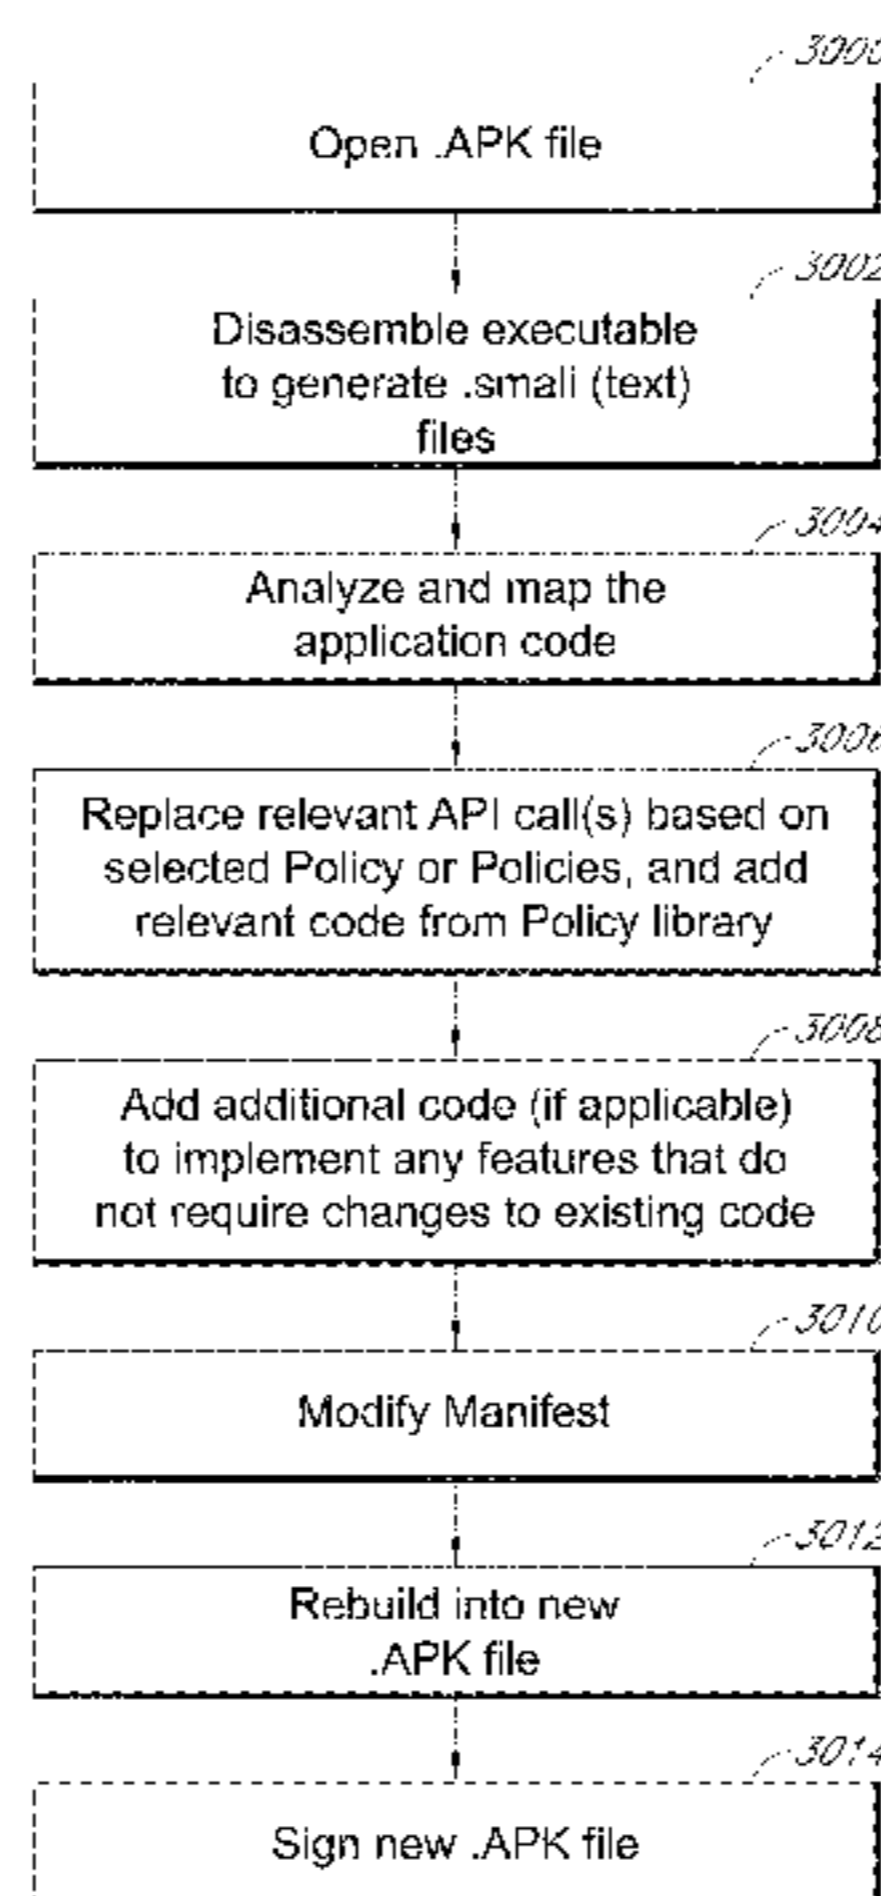 3000
Open .APK file
3002
Disassemble executable
to generate .smali (text)
files
3004
Analyze and map the
application code
3006
Replace relevant API call(s) based on
selected Policy or Policies, and add
relevant code from Policy library
3008
Add additional code (if applicable)
to implement any features that do
not require changes to existing code
3010
Modify Manifest
3012
Rebuild into new
.APK file
3014
Sign new .APK file